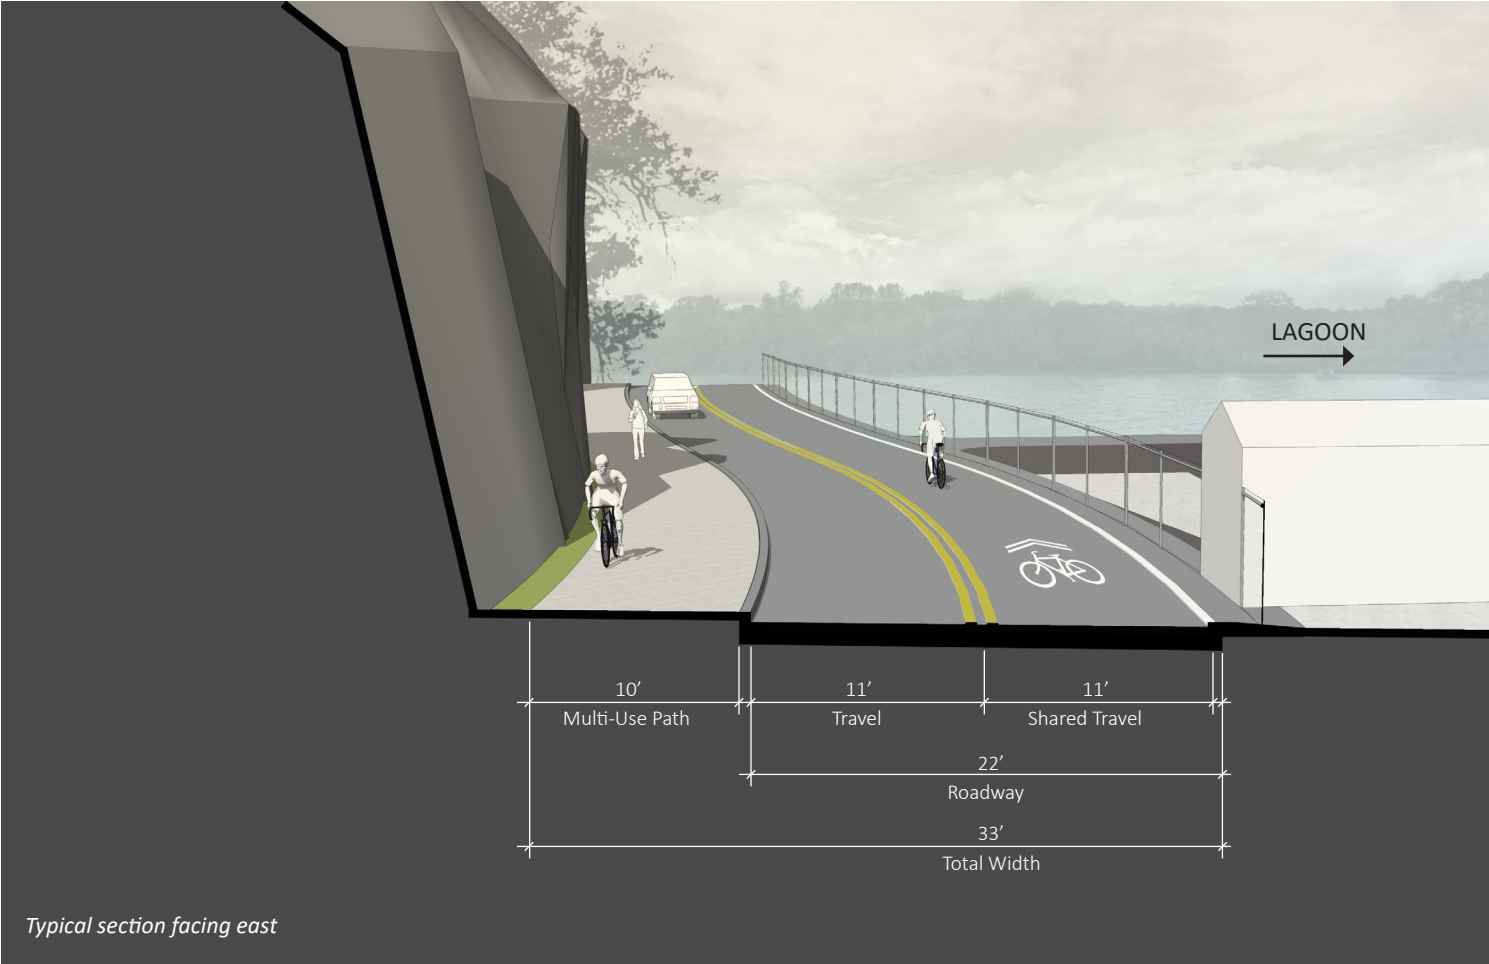 LAGOON
10’
11’
11’
Multi-Use Path
Travel
Shared Travel
22’
Roadway
33’
Total Width
Typical section facing east